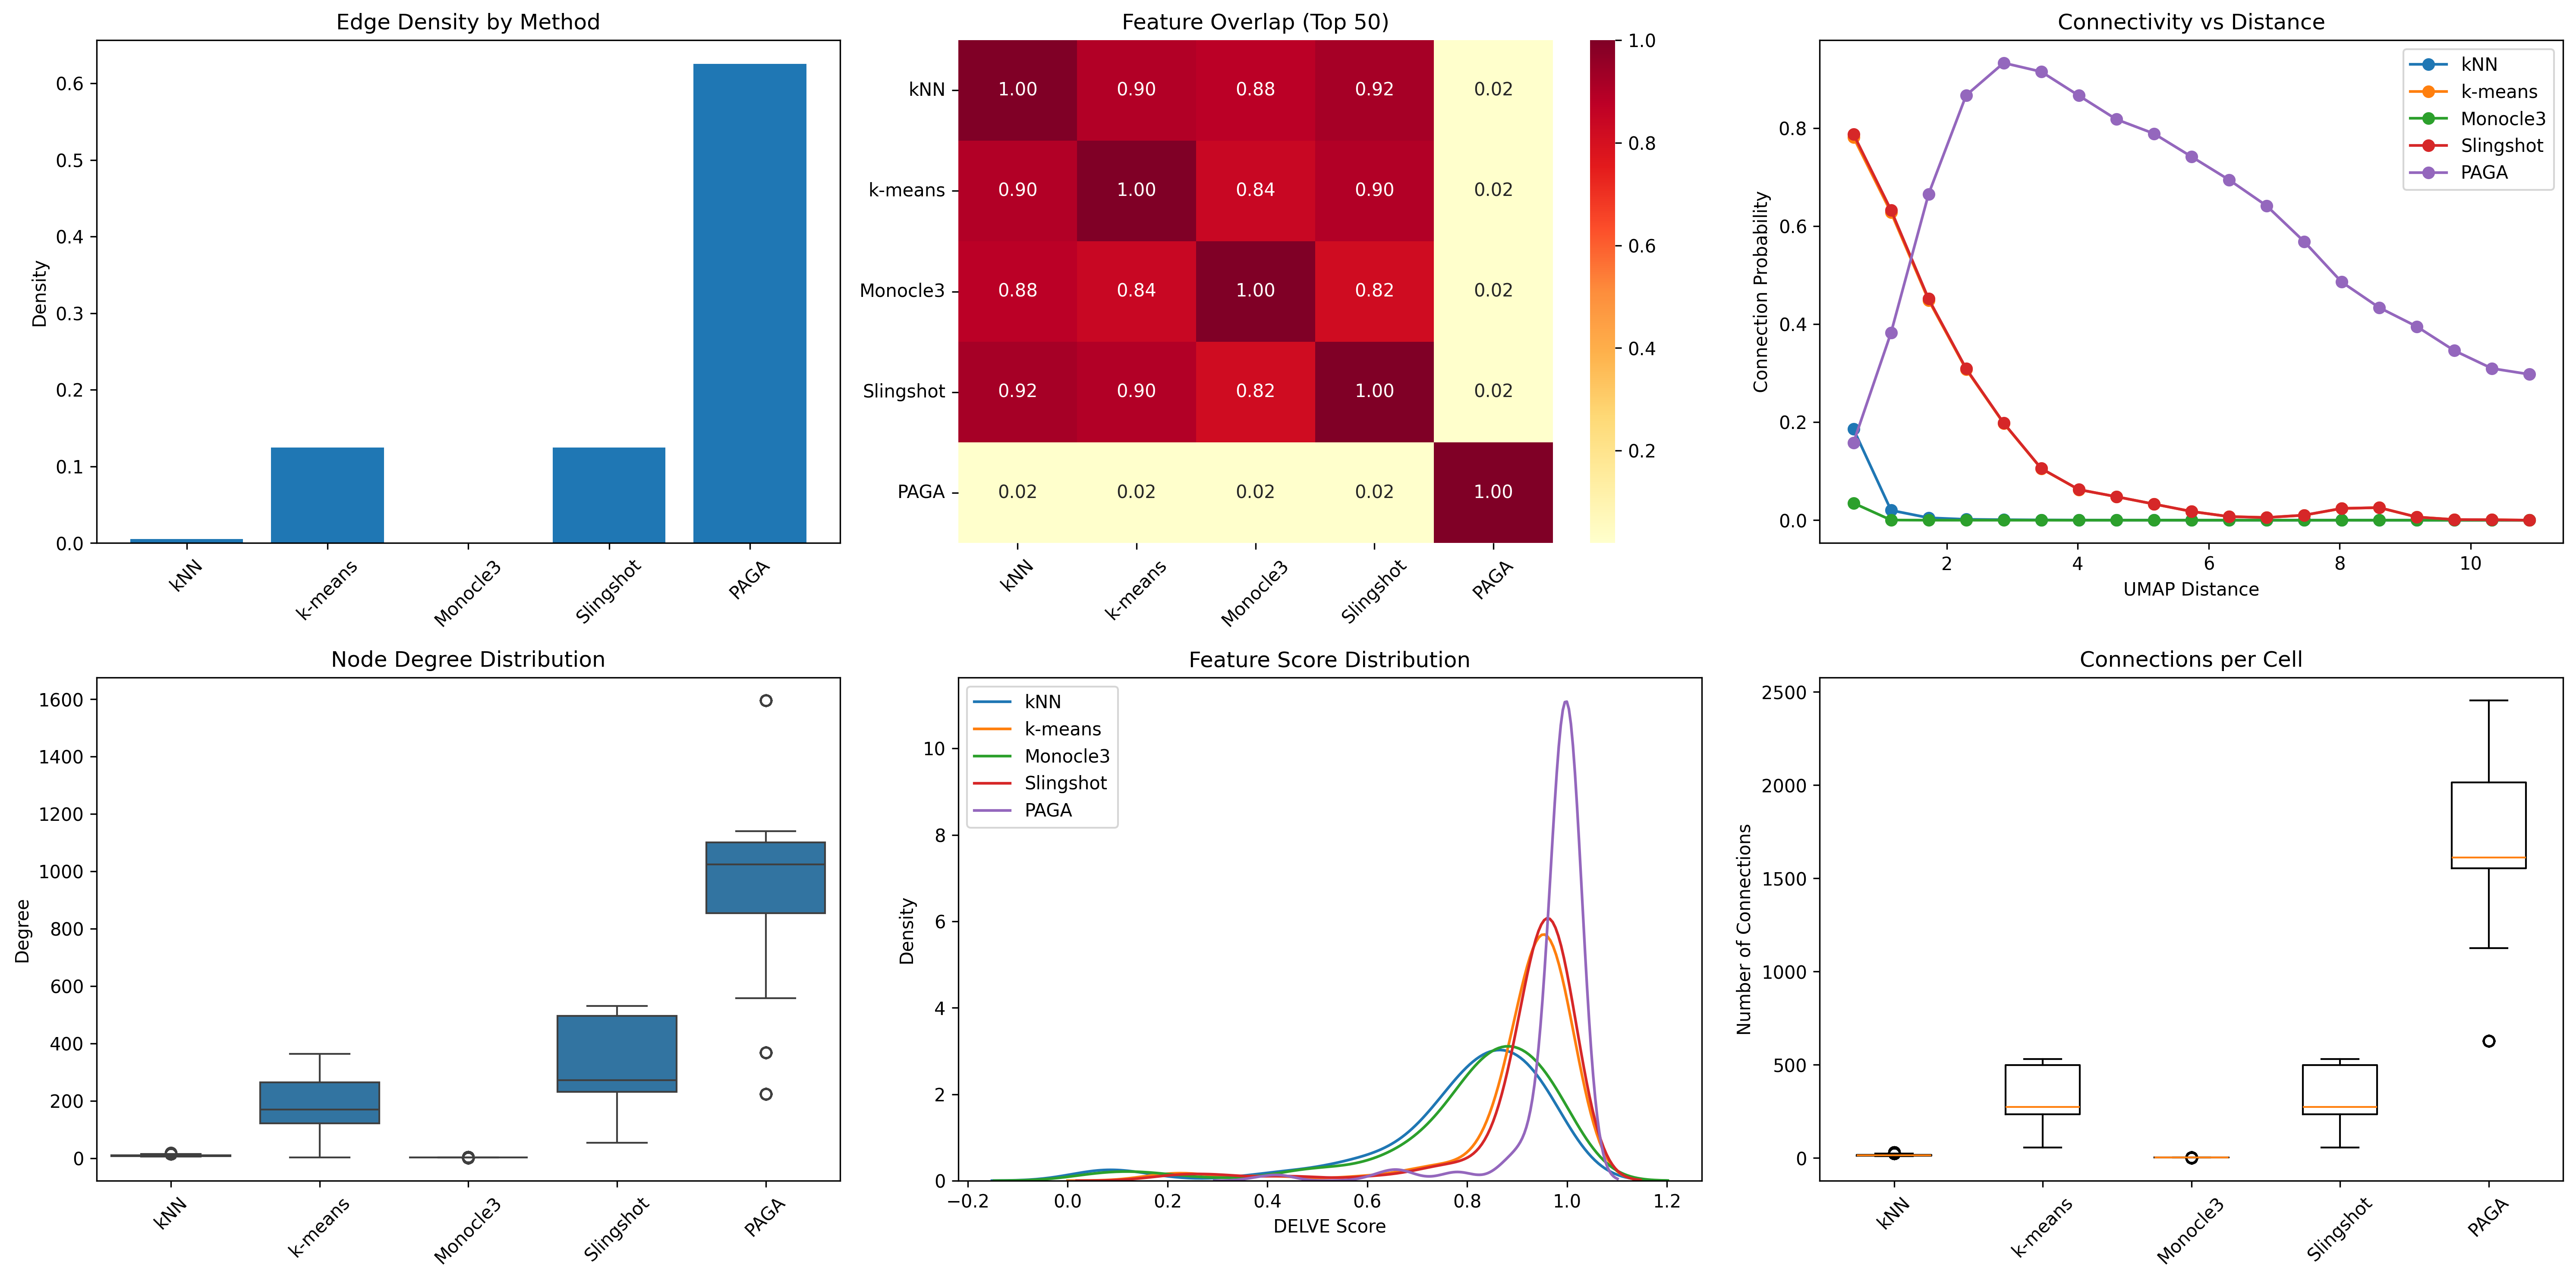 Edge Density by Method
Density
0.6
0.5
0.4
0.3
0.2
0.1
0.0
kNN
k-means
Monocle3
Slingshot
PAGA
Feature Overlap (Top 50)
kNN
k-means
Monocle3
Slingshot
PAGA
1.00 0.90 0.88 0.92 0.02
0.90 1.00 0.84 0.90 0.02
0.88 0.84 1.00 0.82 0.02
0.92 0.90 0.82 1.00 0.02
0.02 0.02 0.02 0.02 1.00
kNN
k-means
Monocle3
Slingshot
PAGA
1.0
0.8
0.6
0.4
0.2
Connectivity vs Distance
Connection Probability
0.8
0.6
0.4
0.2
0.0
kNN
k-means
Monocle3
Slingshot
PAGA
2 4 6 8 10
UMAP Distance
Node Degree Distribution
Degree
1600
1400
1200
1000
800
600
400
200
0
kNN
k-means
Monocle3
Slingshot
PAGA
Feature Score Distribution
Density
10
8
6
4
2
0
kNN
k-means
Monocle3
Slingshot
PAGA
−0.2 0.0 0.2 0.4 0.6 0.8 1.0 1.2
DELVE Score
Connections per Cell
Number of Connections
2500
2000
1500
1000
500
0
kNN
k-means
Monocle3
Slingshot
PAGA